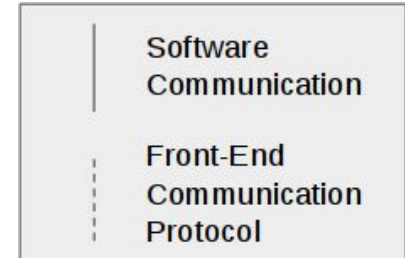 Software
Communication
Front-End
Communication
Protocol